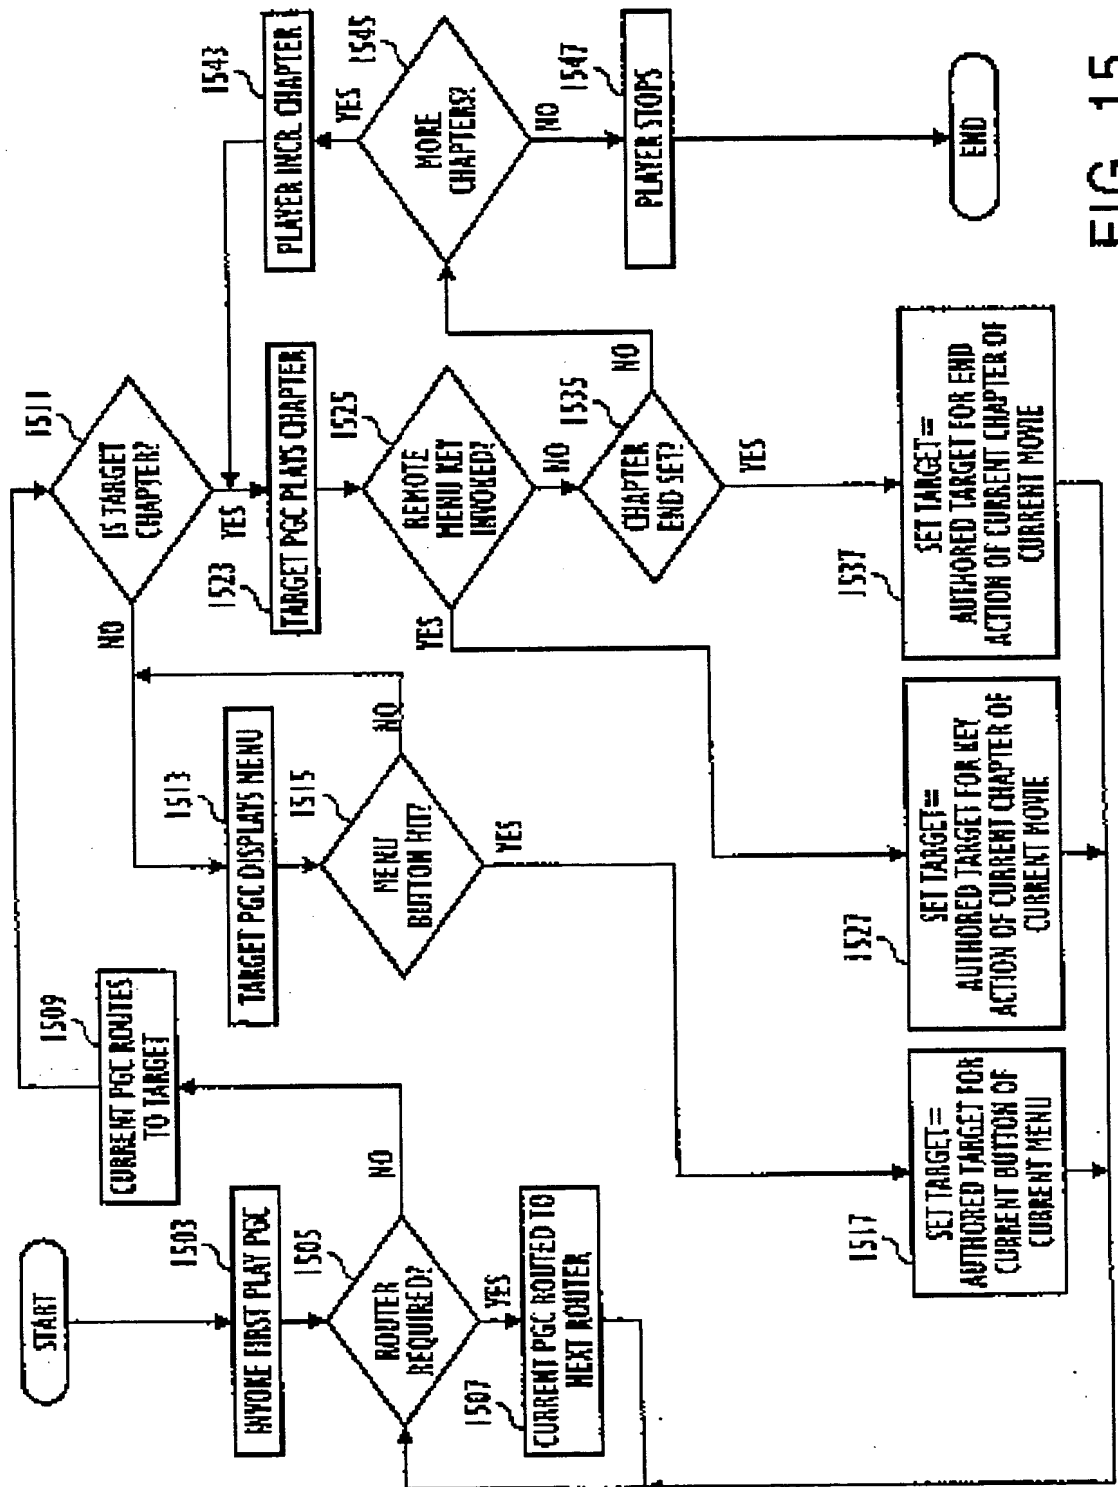 START
1503
INVOKE FIRST PLAY PGC
1505
ROUTER
REQUIRED?
YES
NO
1507
CURRENT PGC ROUTED TO
NEXT ROUTER
1509
CURRENT PGC ROUTES
TO TARGET
1511
IS TARGET
CHAPTER?
NO
YES
1513
TARGET PGC DISPLAYS MENU
1515
MENU
BUTTON HIT?
NO
YES
1517
SET TARGET=
AUTHORED TARGET FOR
CURRENT BUTTON OF
CURRENT MENU
1523
TARGET PGC PLAYS CHAPTER
1525
REMOTE
MENU KEY
INVOKED?
YES
NO
1527
SET TARGET=
AUTHORED TARGET FOR KEY
ACTION OF CURRENT CHAPTER OF
CURRENT MOVIE
1535
CHAPTER
END SET?
NO
YES
1537
SET TARGET=
AUTHORED TARGET FOR END
ACTION OF CURRENT CHAPTER OF
CURRENT MOVIE
1543
PLAYER INCR. CHAPTER
1545
MORE
CHAPTERS?
YES
NO
1547
PLAYER STOPS
END
FIG. 15